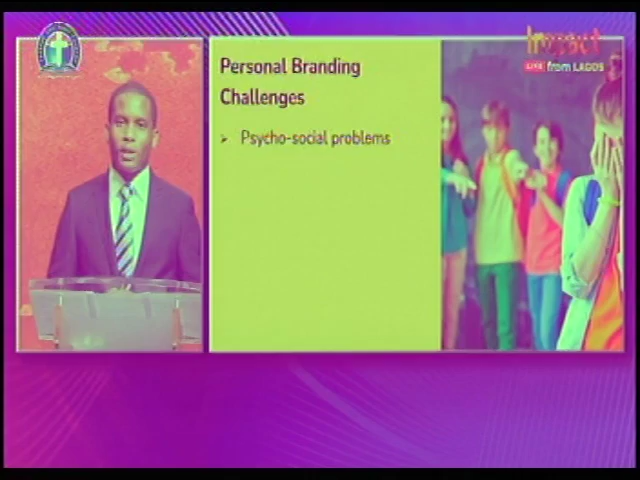 Impact
LIVE from LAGOS
Personal Branding
Challenges
➢ Psycho-social problems